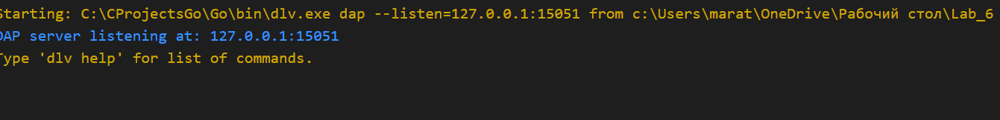 Starting: C:\CProjectsGo\Go\bin\dlv.exe dap --listen=127.0.0.1:15051 from c:\Users\marat\OneDrive\Рабочий стол\Lab_6
DAP server listening at: 127.0.0.1:15051
Type 'dlv help' for list of commands.